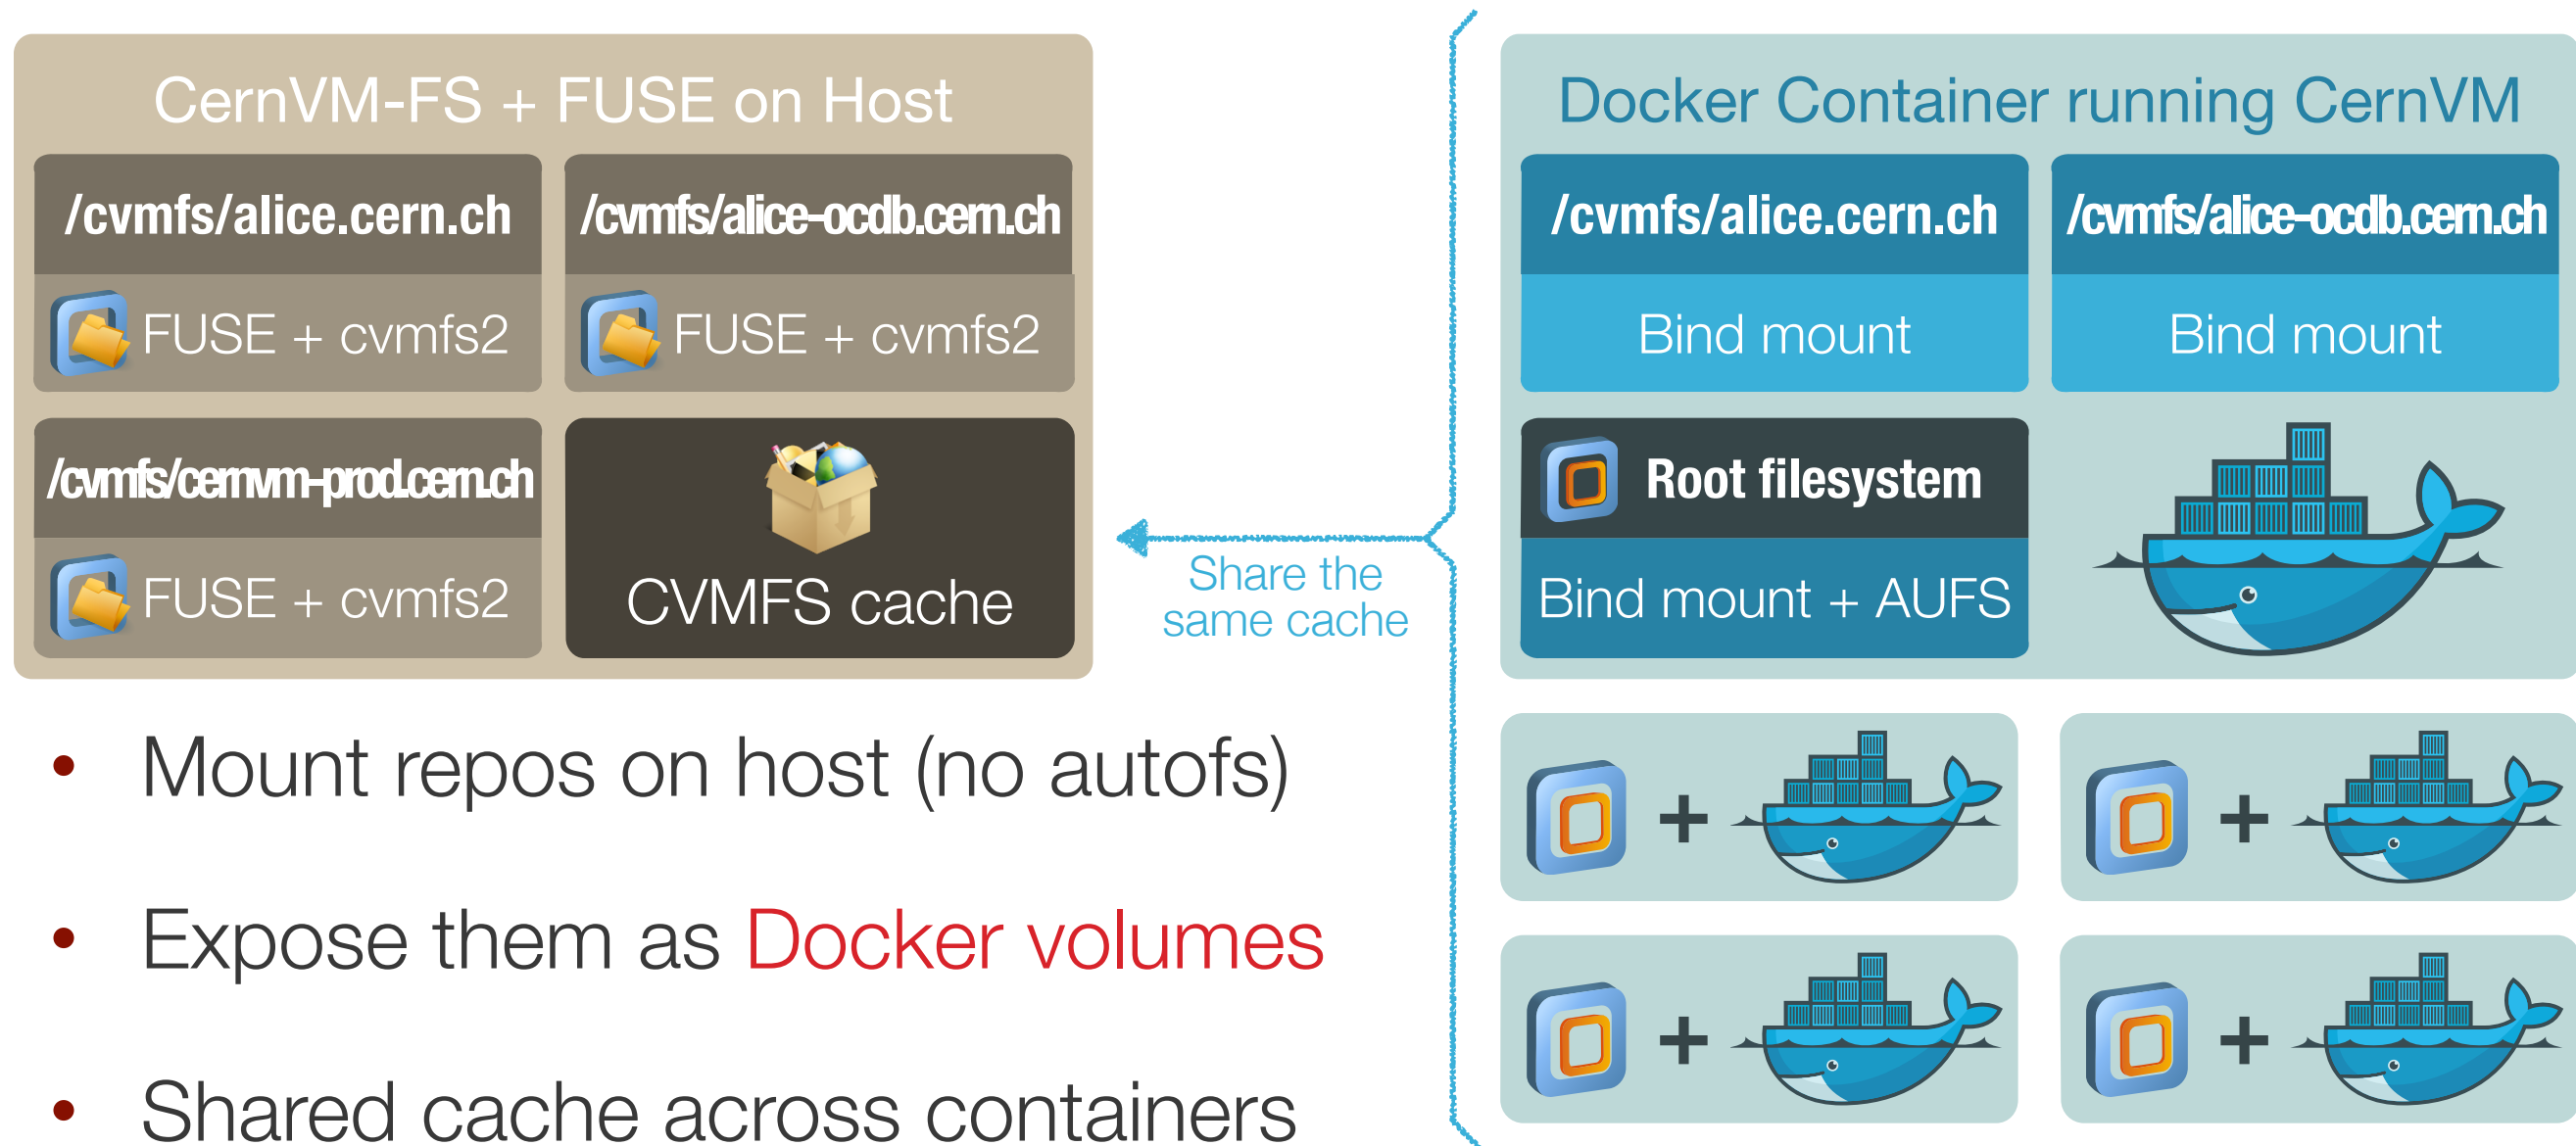 CernVM-FS + FUSE on Host
/cvmfs/alice.cern.ch
/cvmfs/alice-ocdb.cern.ch
FUSE + cvmfs2
FUSE + cvmfs2
/cvmfs/cernvm-prod.cern.ch
FUSE + cvmfs2
CVMFS cache
Share the
same cache
Docker Container running CernVM
/cvmfs/alice.cern.ch
/cvmfs/alice-ocdb.cern.ch
Bind mount
Bind mount
Root filesystem
Bind mount + AUFS
+
+
+
+
• Mount repos on host (no autofs)
• Expose them as Docker volumes
• Shared cache across containers